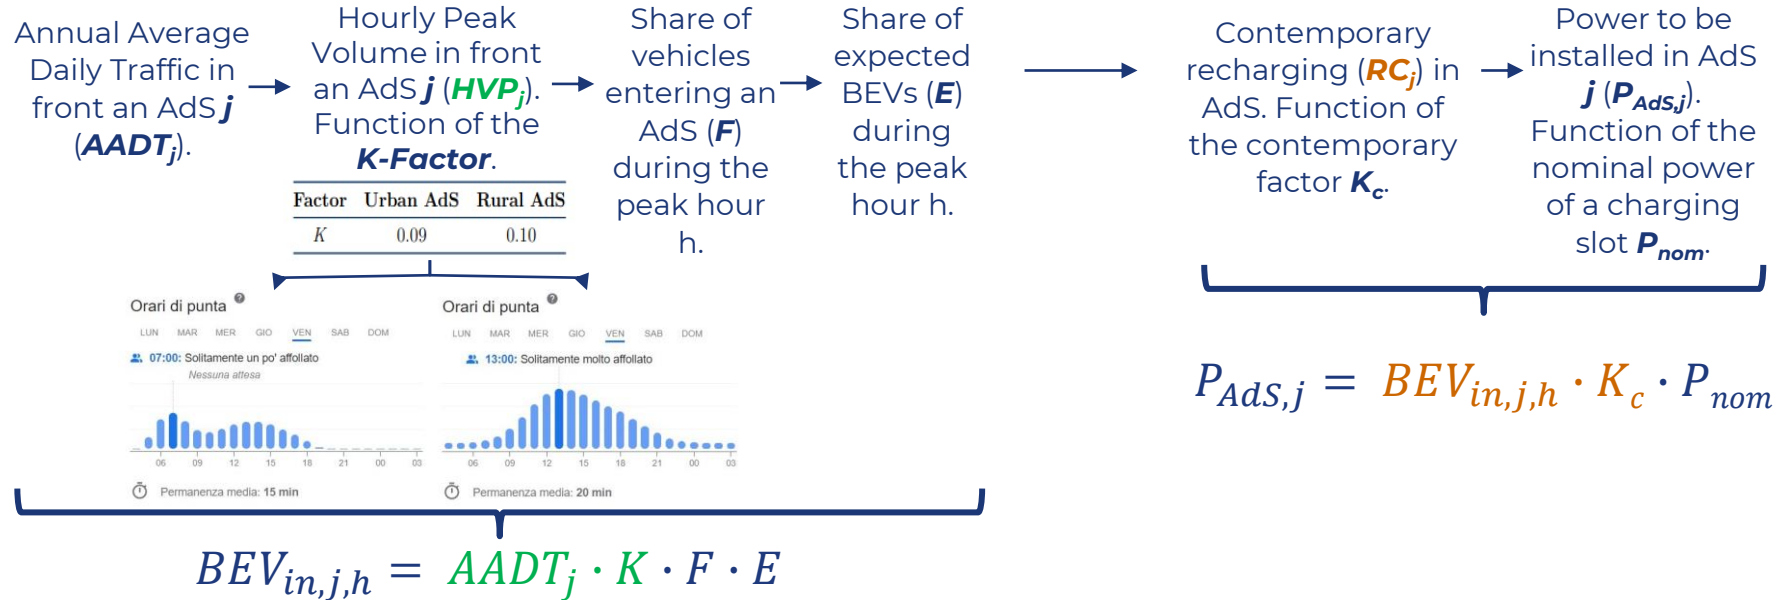 Annual Average
Daily Traffic in
front an AdS j
(AADTj).
Hourly Peak
Volume in front
an AdS j (HVPj).
Function of the
K-Factor.
Factor Urban AdS Rural AdS
K 0.09 0.10
Share of
vehicles
entering an
AdS (F)
during the
peak hour
h.
Share of
expected
BEVs (E)
during
the peak
hour h.
Contemporary
recharging (RCj) in
AdS. Function of
the contemporary
factor Kc.
Power to be
installed in AdS
j (PAdS,j).
Function of the
nominal power
of a charging
slot Pnom.
Orari di punta ?
LUN MAR MER GIO VEN SAB DOM
07:00: Solitamente un po' affollato
Nessuna attesa
06 09 12 15 18 21 00 03
Permanenza media: 15 min
Orari di punta ?
LUN MAR MER GIO VEN SAB DOM
13:00: Solitamente molto affollato
06 09 12 15 18 21 00 03
Permanenza media: 20 min
BEVin,j,h = AADTj · K · F · E
PAdS,j = BEVin,j,h · Kc · Pnom